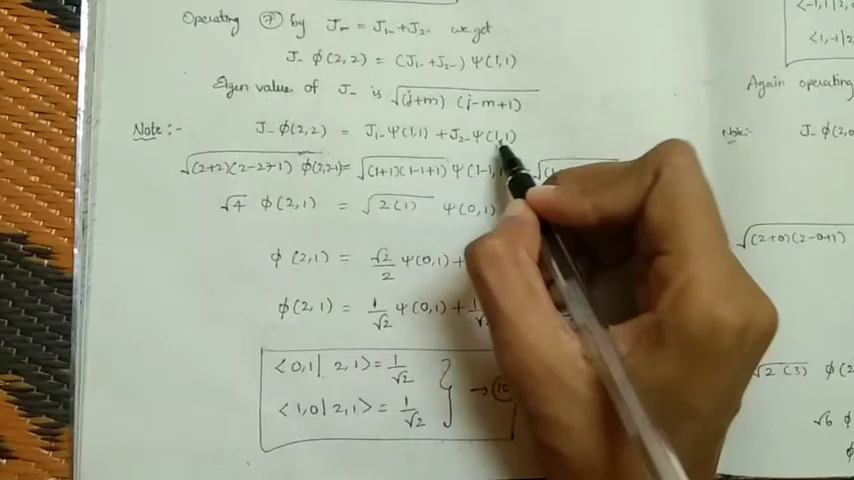 Operating ⑦ by J₋ = J₁₋ + J₂₋ we get
J₋ ϕ(2,2) = (J₁₋+J₂₋) Ψ(1,1)
Eigen value of J₋ is √(j+m) (j-m+1)
Note:- J₋ϕ(2,2) = J₁₋Ψ(1,1) + J₂₋Ψ(1,1)
√(2+2)(2-2+1) ϕ(2,2-1) = √(1+1)(1-1+1) Ψ(1-1,
√4 ϕ(2,1) = √2(1) Ψ(0,1)
ϕ(2,1) = √2/2 Ψ(0,1) +
ϕ(2,1) = 1/√2 Ψ(0,1) + 1/√2
<0,1| 2,1> = 1/√2
<1,0| 2,1> = 1/√2 } → ⑩
<-1,1|2
<1,-1|2
Again operating
Note:- J₋ϕ(2,0
√(2+0)(2-0+1)
√2(3) ϕ(2
√6 ϕ